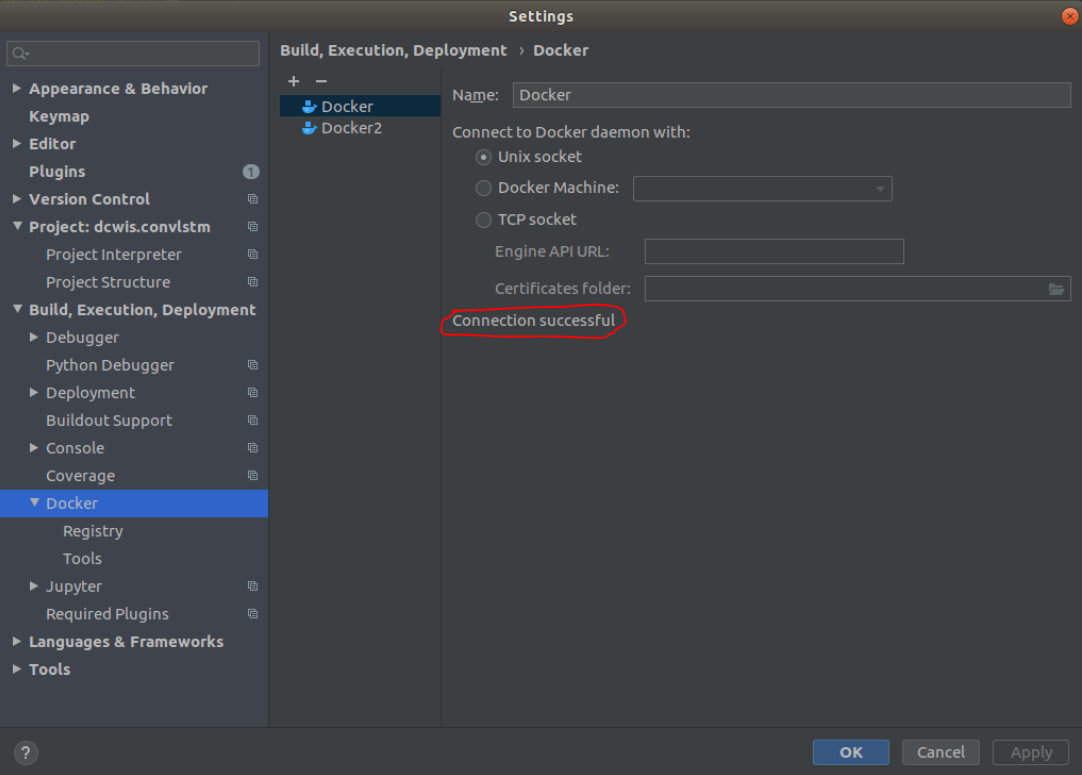 Settings
Build, Execution, Deployment › Docker
Appearance & Behavior
Keymap
Editor
Plugins 1
Version Control
Project: dcwis.convlstm
Project Interpreter
Project Structure
Build, Execution, Deployment
Debugger
Python Debugger
Deployment
Buildout Support
Console
Coverage
Docker
Registry
Tools
Jupyter
Required Plugins
Languages & Frameworks
Tools
+ −
Docker
Docker2
Name: Docker
Connect to Docker daemon with:
Unix socket
Docker Machine:
TCP socket
Engine API URL:
Certificates folder:
Connection successful
? OK Cancel Apply